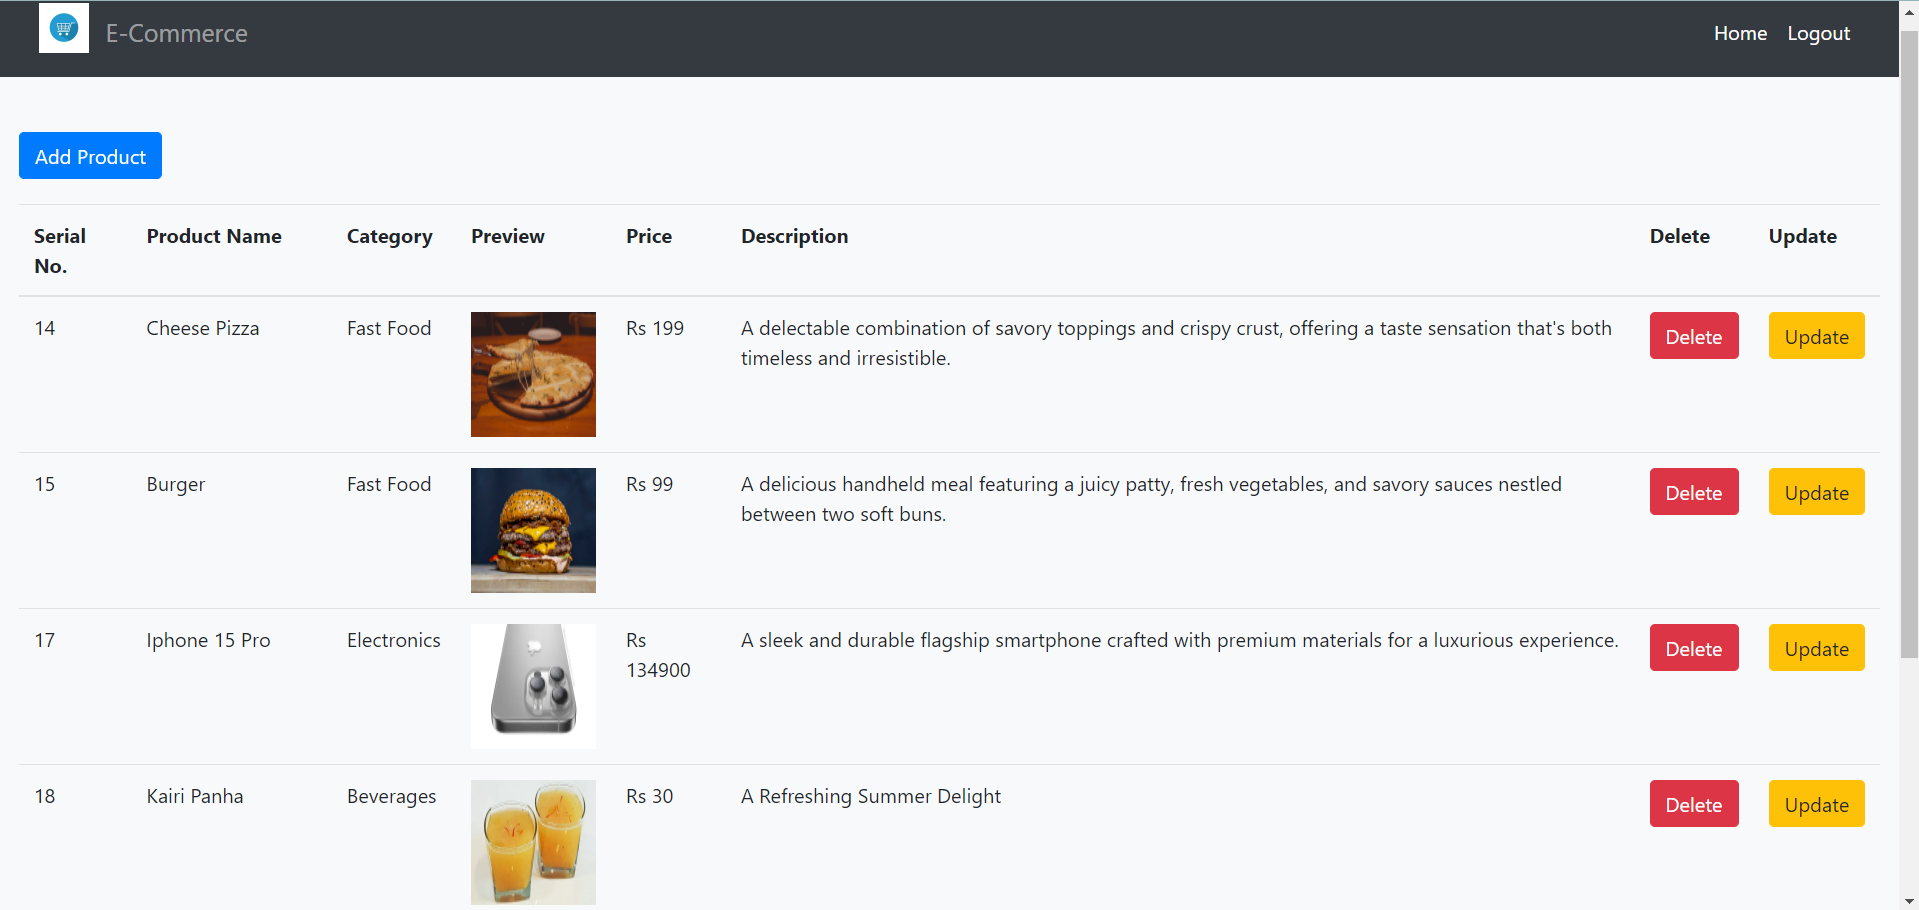 E-Commerce
Home Logout
Add Product
Serial No. Product Name Category Preview Price Description Delete Update
14 Cheese Pizza Fast Food Rs 199 A delectable combination of savory toppings and crispy crust, offering a taste sensation that's both
timeless and irresistible.
Delete Update
15 Burger Fast Food Rs 99 A delicious handheld meal featuring a juicy patty, fresh vegetables, and savory sauces nestled
between two soft buns.
Delete Update
17 Iphone 15 Pro Electronics Rs
134900
A sleek and durable flagship smartphone crafted with premium materials for a luxurious experience.
Delete Update
18 Kairi Panha Beverages Rs 30 A Refreshing Summer Delight
Delete Update